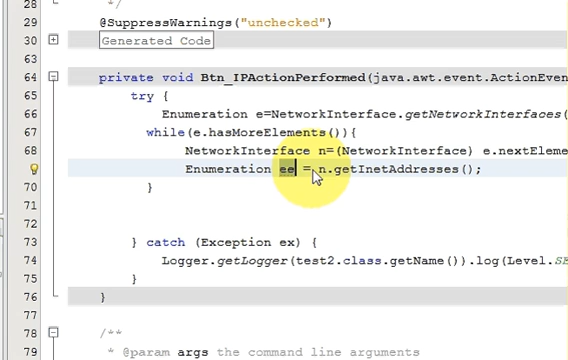 28 */
29 @SuppressWarnings("unchecked")
30 Generated Code
63
64 private void Btn_IPActionPerformed(java.awt.event.ActionEven
65 try {
66 Enumeration e=NetworkInterface.getNetworkInterfaces(
67 while(e.hasMoreElements()){
68 NetworkInterface n=(NetworkInterface) e.nextEleme
Enumeration ee = n.getInetAddresses();
70 }
71
72
73 } catch (Exception ex) {
74 Logger.getLogger(test2.class.getName()).log(Level.SE
75 }
76 }
77
78 /**
79 * @param args the command line arguments